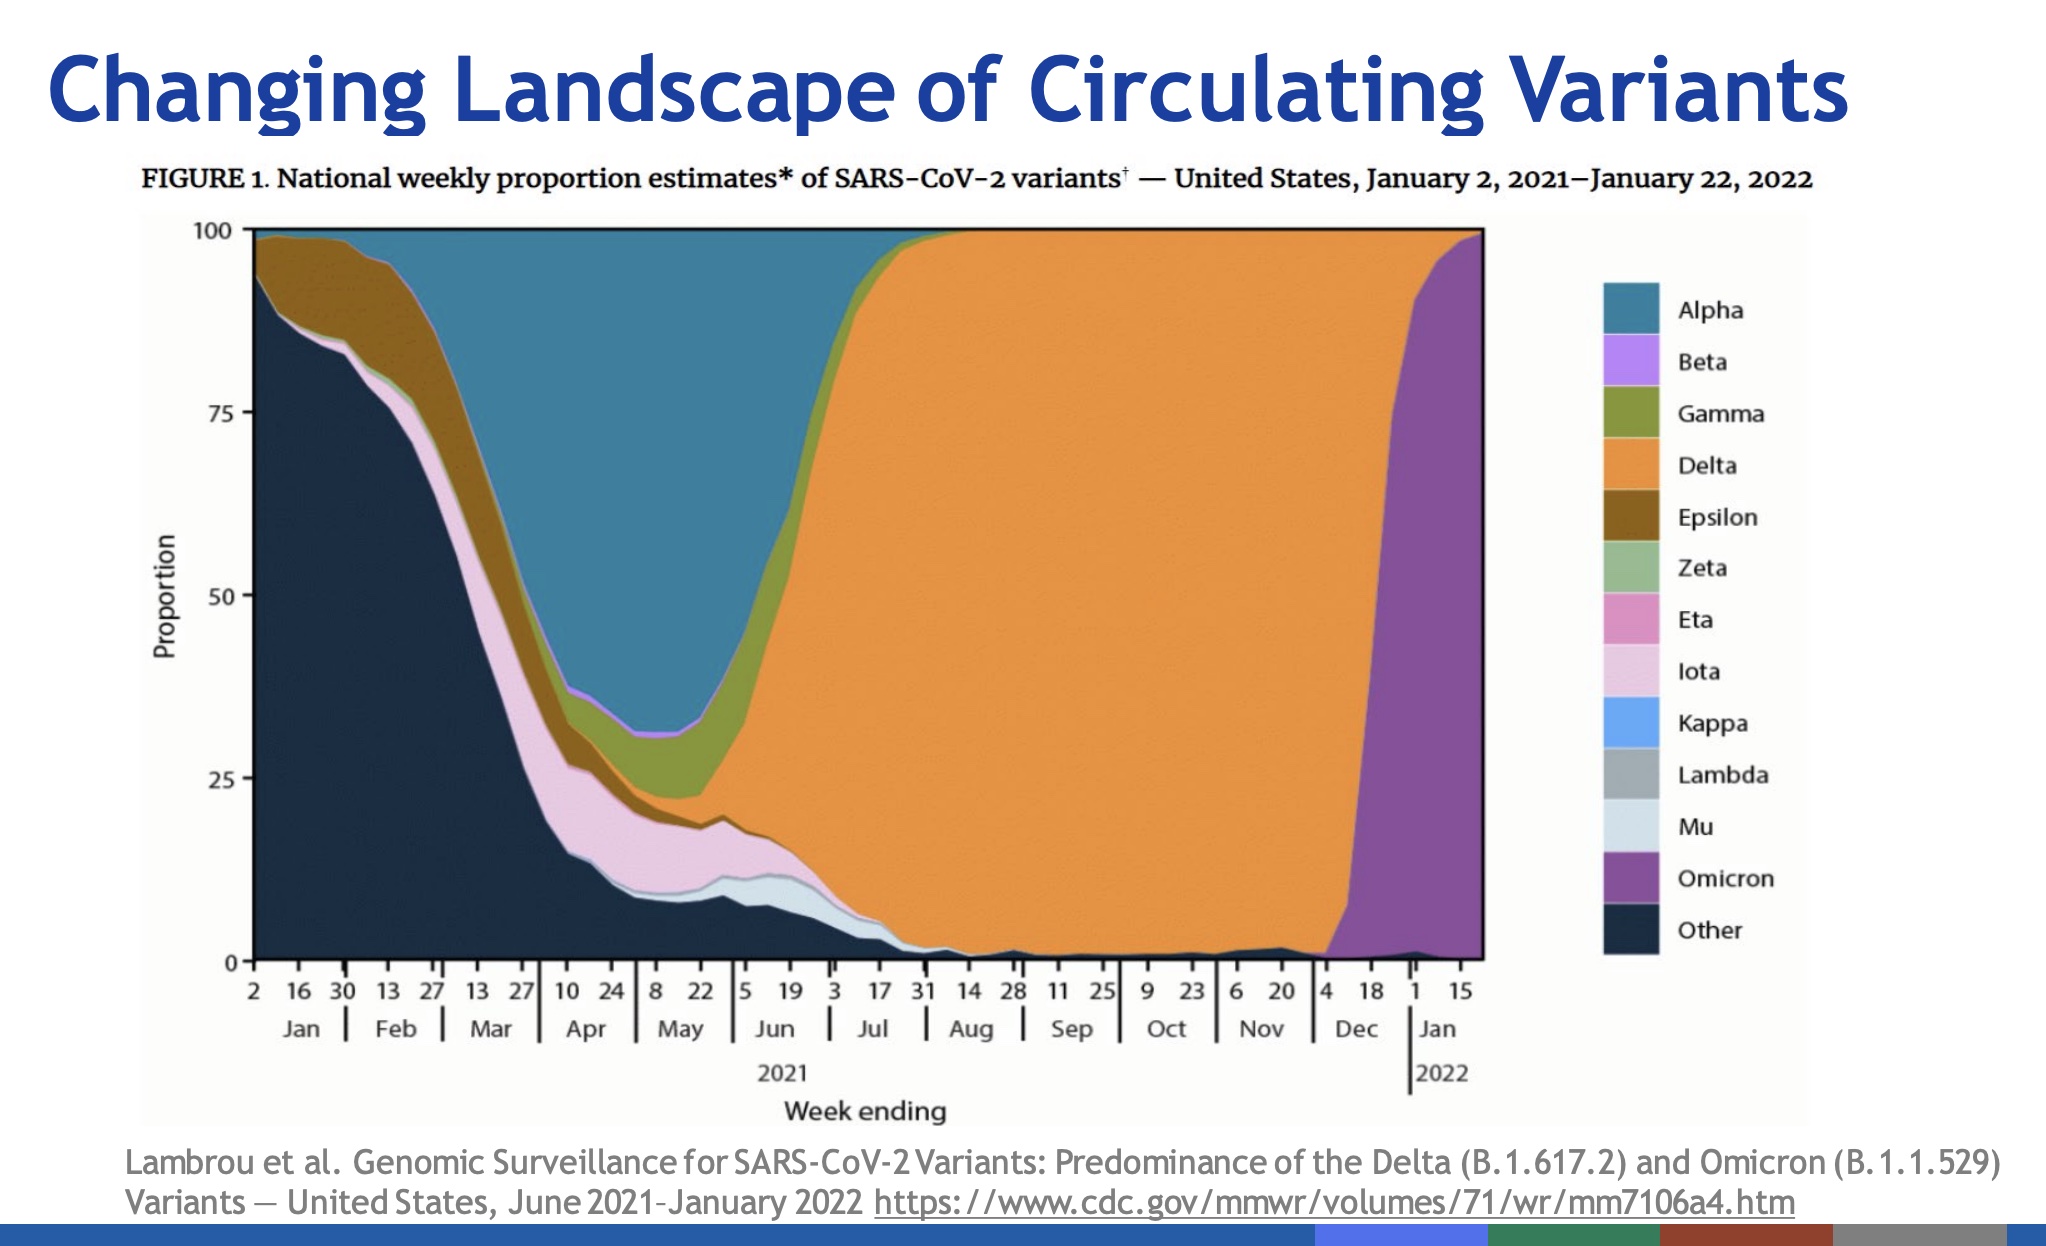 Changing Landscape of Circulating Variants
FIGURE 1. National weekly proportion estimates* of SARS-CoV-2 variants† — United States, January 2, 2021–January 22, 2022
100
75
50
25
0
Proportion
2 16 30 13 27 13 27 10 24 8 22 5 19 3 17 31 14 28 11 25 9 23 6 20 4 18 1 15
Jan Feb Mar Apr May Jun Jul Aug Sep Oct Nov Dec Jan
2021 2022
Week ending
Alpha
Beta
Gamma
Delta
Epsilon
Zeta
Eta
Iota
Kappa
Lambda
Mu
Omicron
Other
Lambrou et al. Genomic Surveillance for SARS-CoV-2 Variants: Predominance of the Delta (B.1.617.2) and Omicron (B.1.1.529)
Variants — United States, June 2021–January 2022 https://www.cdc.gov/mmwr/volumes/71/wr/mm7106a4.htm